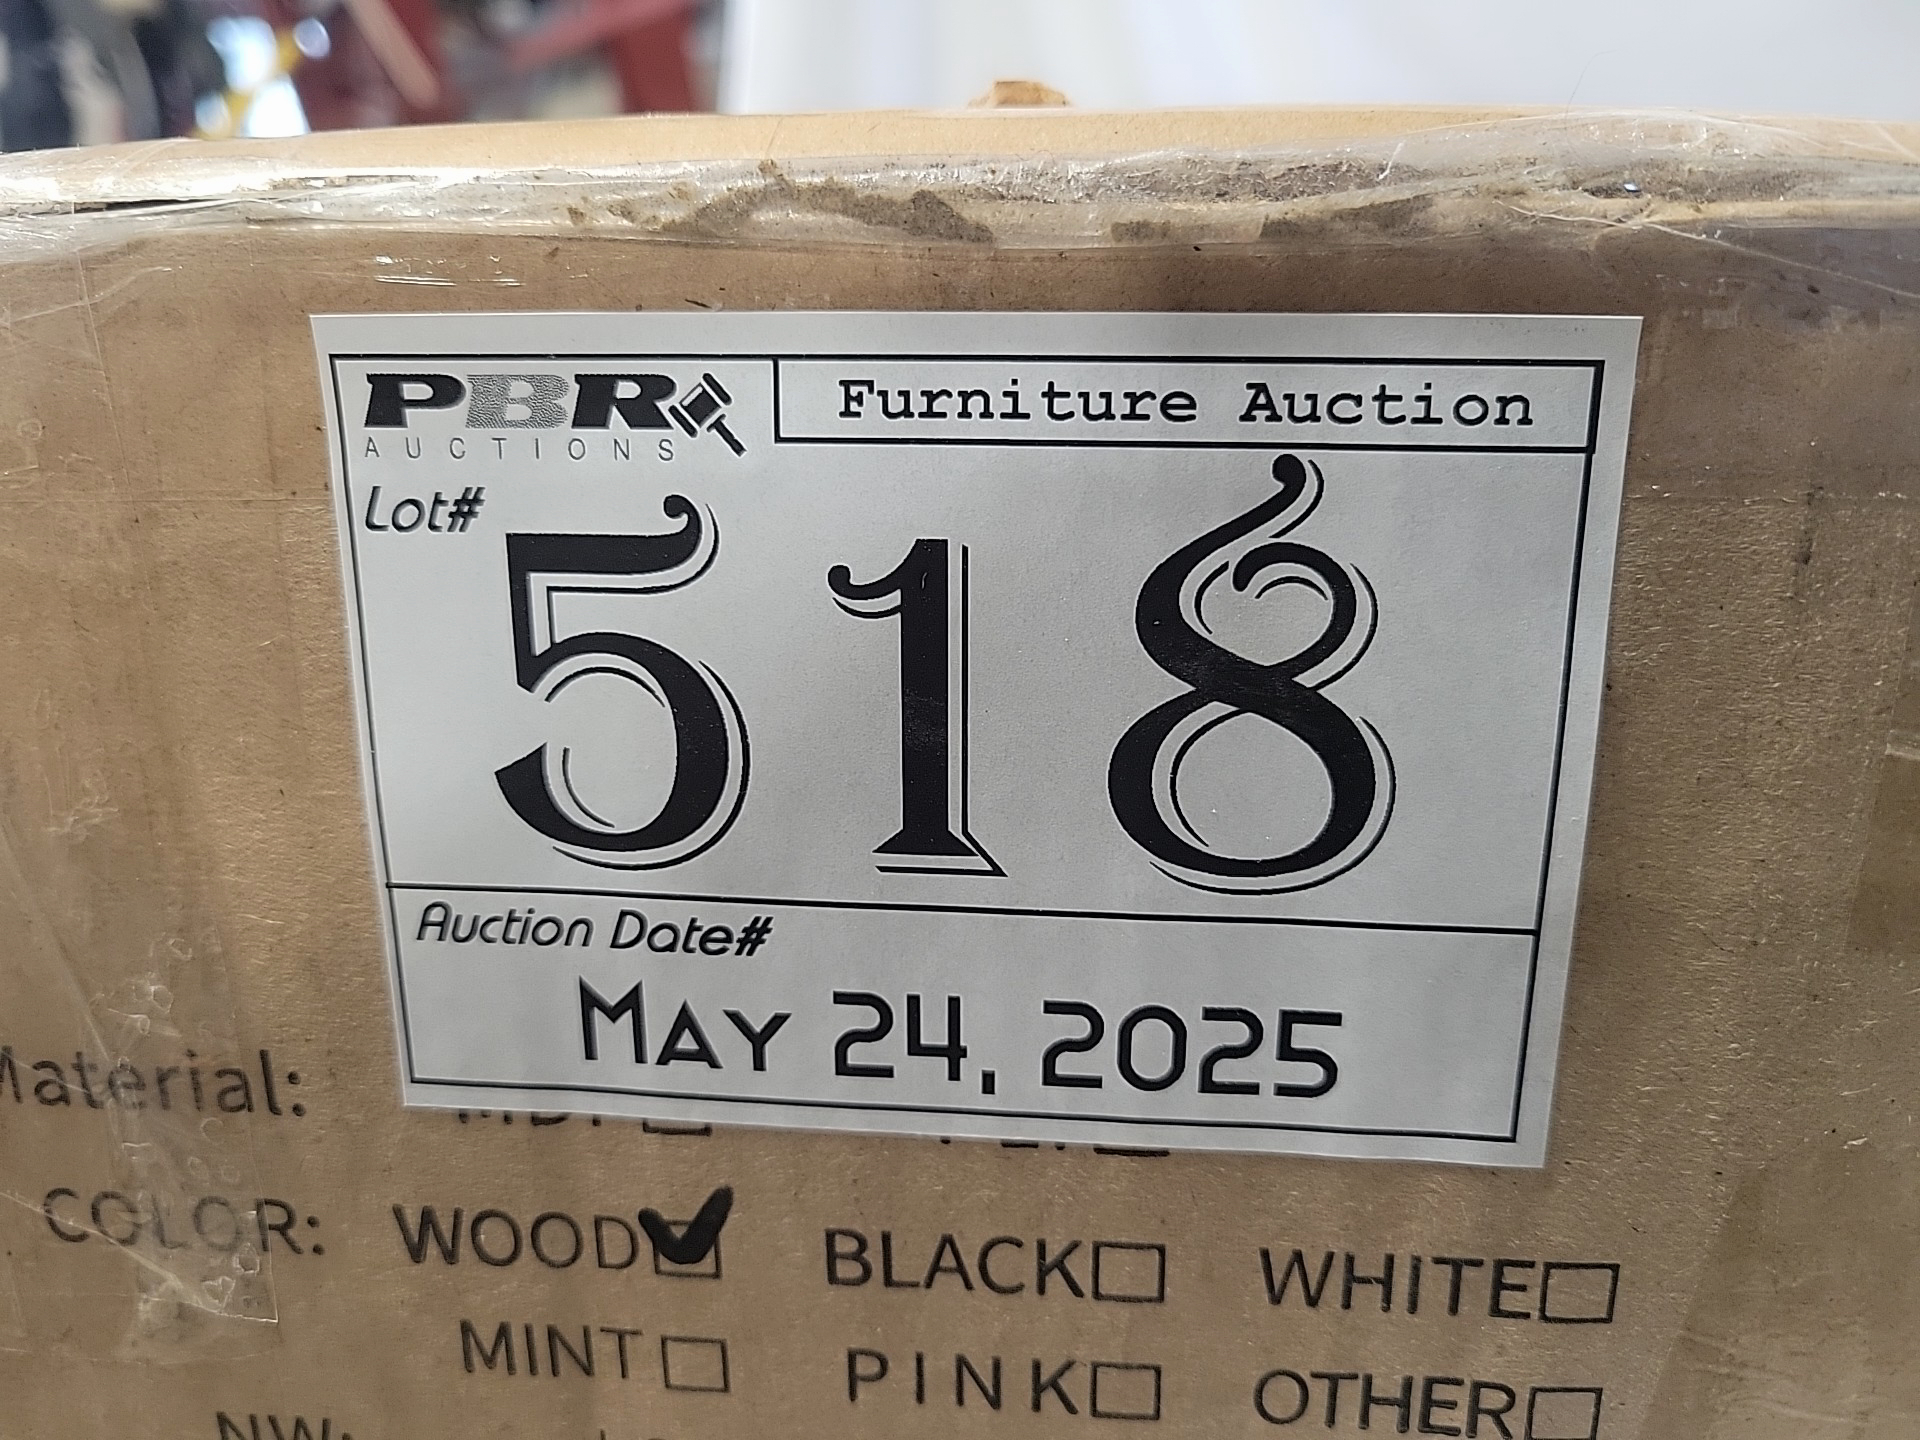 PBR
AUCTIONS
Furniture Auction
Lot#
518
Auction Date#
MAY 24, 2025
Material:
COLOR: WOOD BLACK WHITE
MINT PINK OTHER
NW: